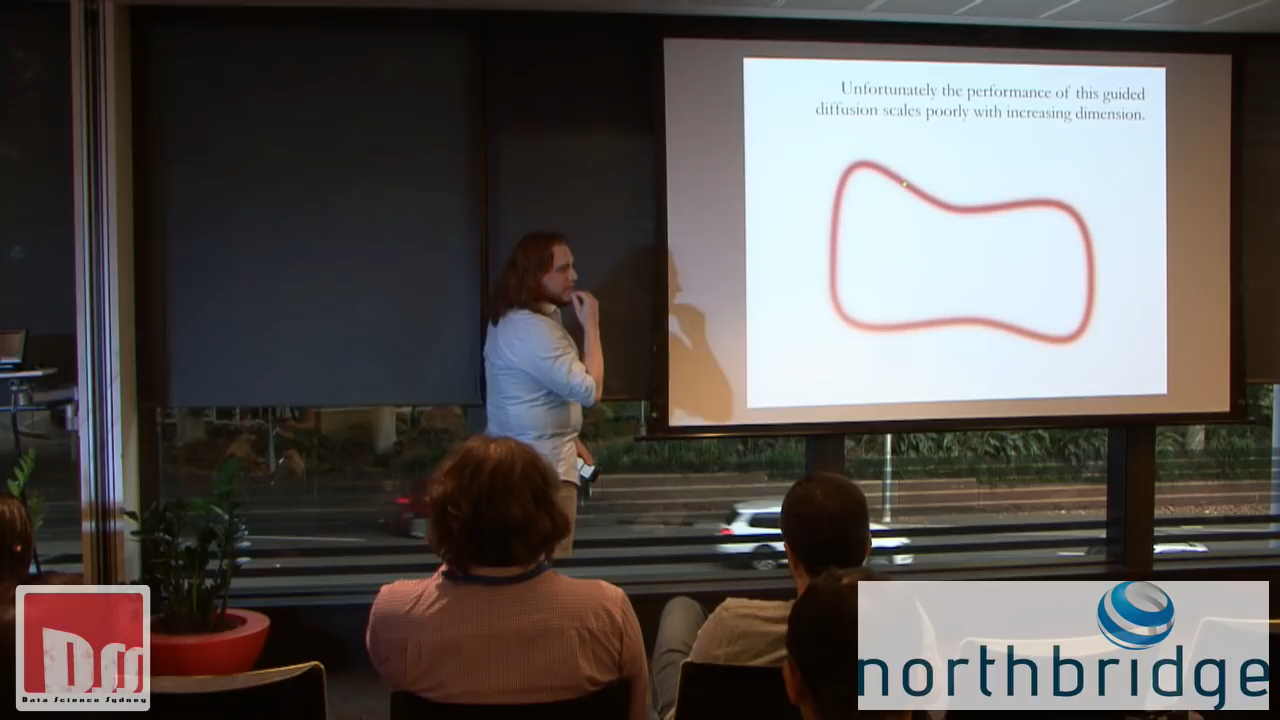 Unfortunately the performance of this guided
diffusion scales poorly with increasing dimension.
Data Science Sydney
northbridge